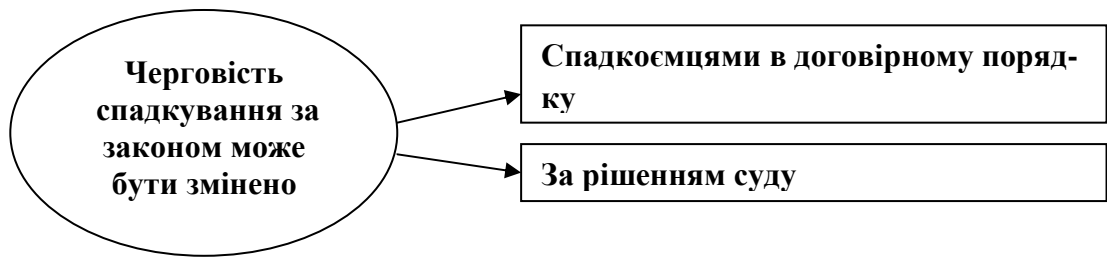 Черговість
спадкування за
законом може
бути змінено
Спадкоємцями в договірному поряд-
ку
За рішенням суду